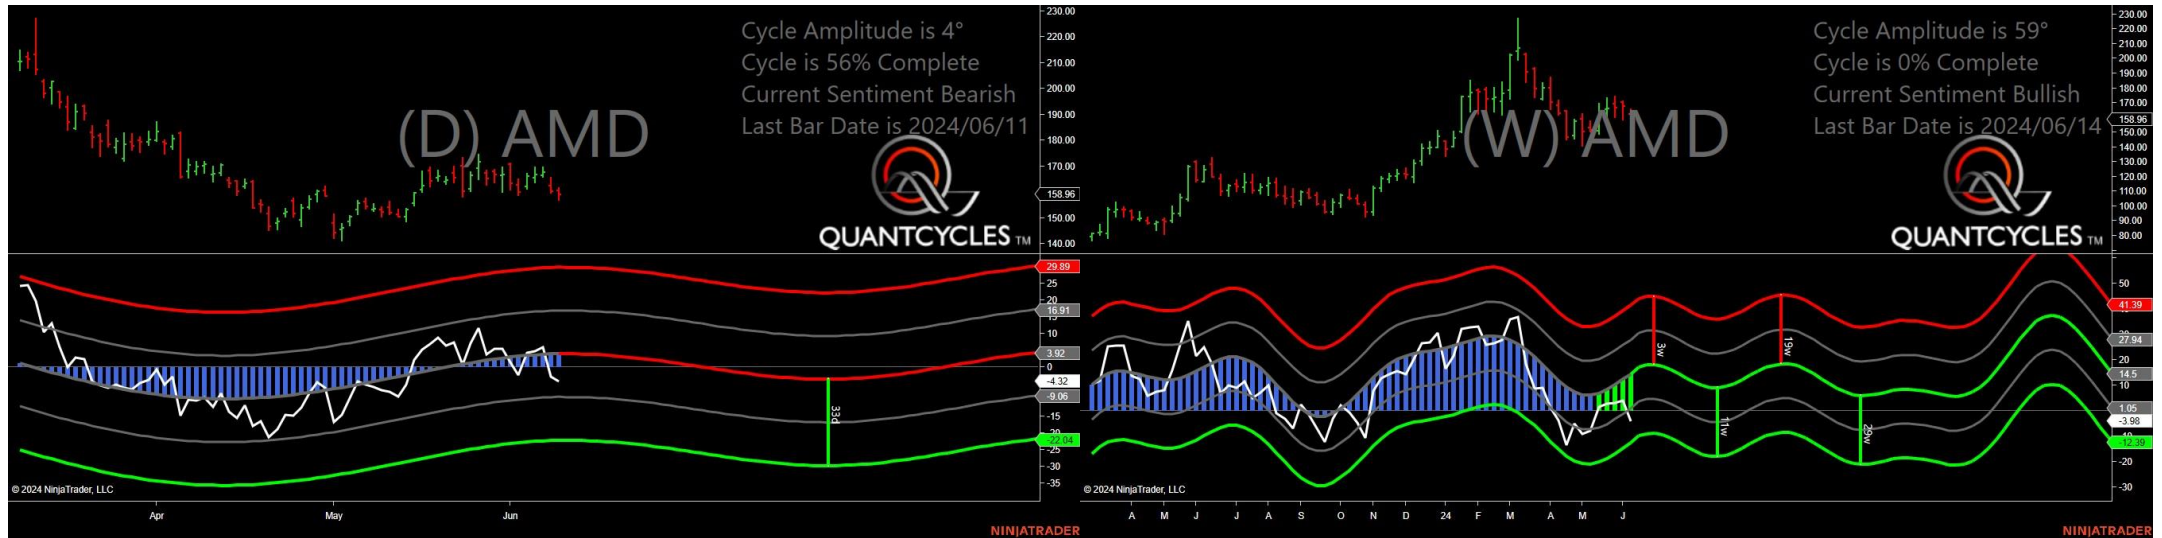 Cycle Amplitude is 4°
Cycle is 56% Complete
Current Sentiment Bearish
Last Bar Date is 2024/06/11
(D) AMD
QUANTCYCLES TM
230.00
220.00
210.00
200.00
190.00
180.00
170.00
158.96
150.00
140.00
29.89
25
20
16.91
15
10
3.92
0
-4.32
-9.06
-15
-22.04
-25
-30
-35
33d
© 2024 NinjaTrader, LLC
Apr May Jun
NINJATRADER
Cycle Amplitude is 59°
Cycle is 0% Complete
Current Sentiment Bullish
Last Bar Date is 2024/06/14
(W) AMD
QUANTCYCLES TM
230.00
220.00
210.00
200.00
190.00
180.00
170.00
158.96
150.00
140.00
130.00
120.00
110.00
100.00
90.00
80.00
50
41.39
27.94
20
14.5
10
1.05
-3.98
-12.39
-20
-30
3w
19w
11w
29w
© 2024 NinjaTrader, LLC
A M J J A S O N D 24 F M A M J
NINJATRADER